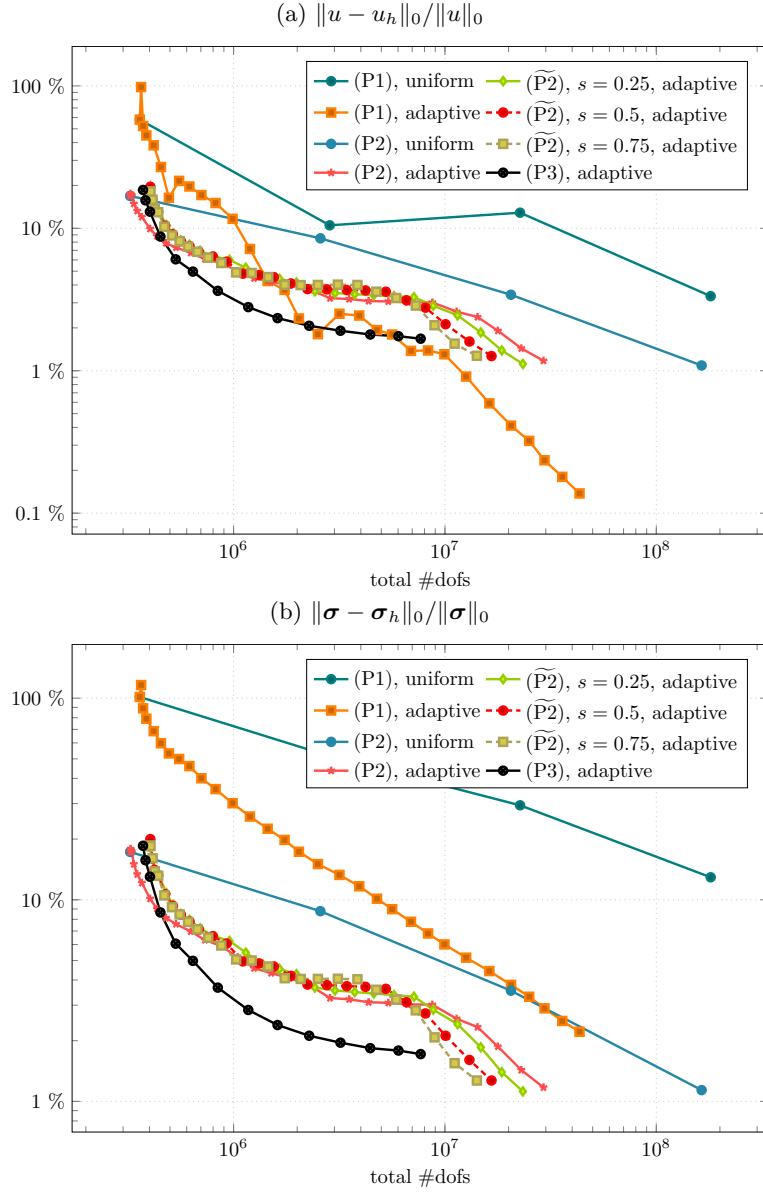 (a) ‖u − u_h‖_0/‖u‖_0
100 %
10 %
1 %
0.1 %
(P1), uniform
(P1), adaptive
(P2), uniform
(P2), adaptive
(P̃2), s = 0.25, adaptive
(P̃2), s = 0.5, adaptive
(P̃2), s = 0.75, adaptive
(P3), adaptive
10^6
10^7
10^8
total #dofs
(b) ‖σ − σ_h‖_0/‖σ‖_0
100 %
10 %
1 %
(P1), uniform
(P1), adaptive
(P2), uniform
(P2), adaptive
(P̃2), s = 0.25, adaptive
(P̃2), s = 0.5, adaptive
(P̃2), s = 0.75, adaptive
(P3), adaptive
10^6
10^7
10^8
total #dofs